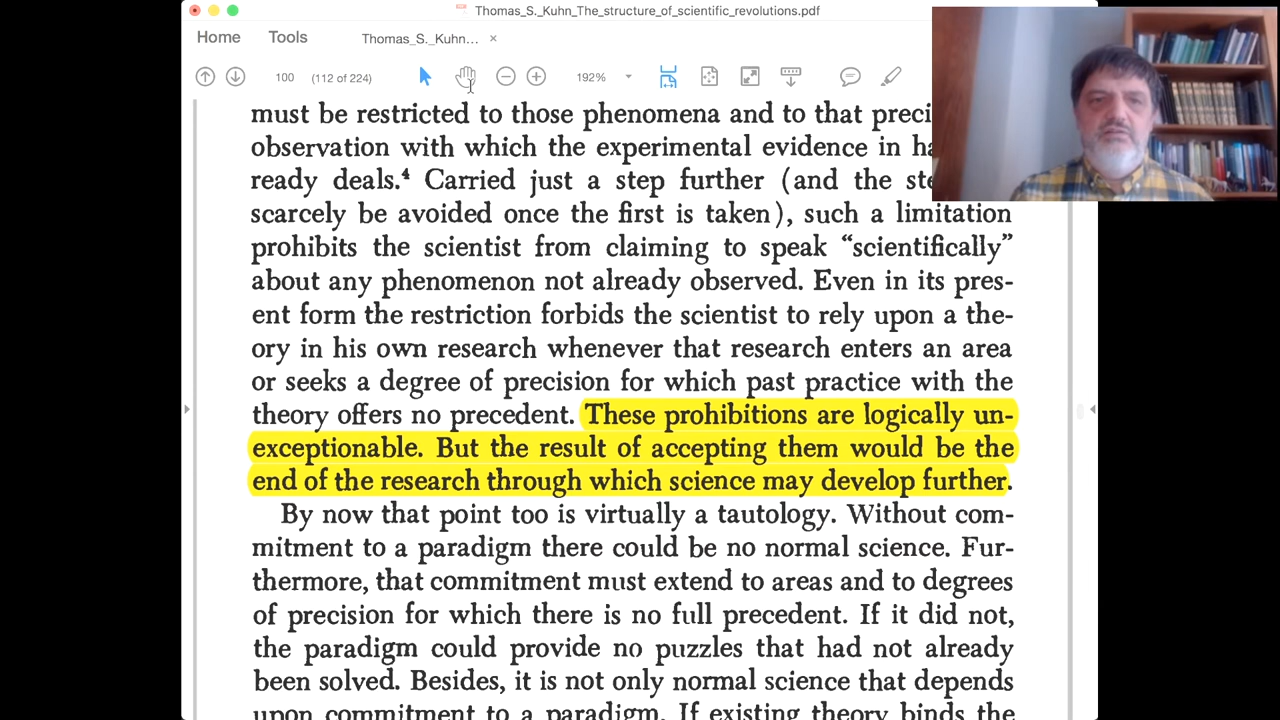 Thomas_S._Kuhn_The_structure_of_scientific_revolutions.pdf
Home Tools Thomas_S._Kuhn... ×
100 (112 of 224) 192%
must be restricted to those phenomena and to that preci
observation with which the experimental evidence in ha
ready deals.⁴ Carried just a step further (and the ste
scarcely be avoided once the first is taken), such a limitation
prohibits the scientist from claiming to speak “scientifically”
about any phenomenon not already observed. Even in its pres-
ent form the restriction forbids the scientist to rely upon a the-
ory in his own research whenever that research enters an area
or seeks a degree of precision for which past practice with the
theory offers no precedent. These prohibitions are logically un-
exceptionable. But the result of accepting them would be the
end of the research through which science may develop further.
By now that point too is virtually a tautology. Without com-
mitment to a paradigm there could be no normal science. Fur-
thermore, that commitment must extend to areas and to degrees
of precision for which there is no full precedent. If it did not,
the paradigm could provide no puzzles that had not already
been solved. Besides, it is not only normal science that depends
upon commitment to a paradigm. If existing theory binds the